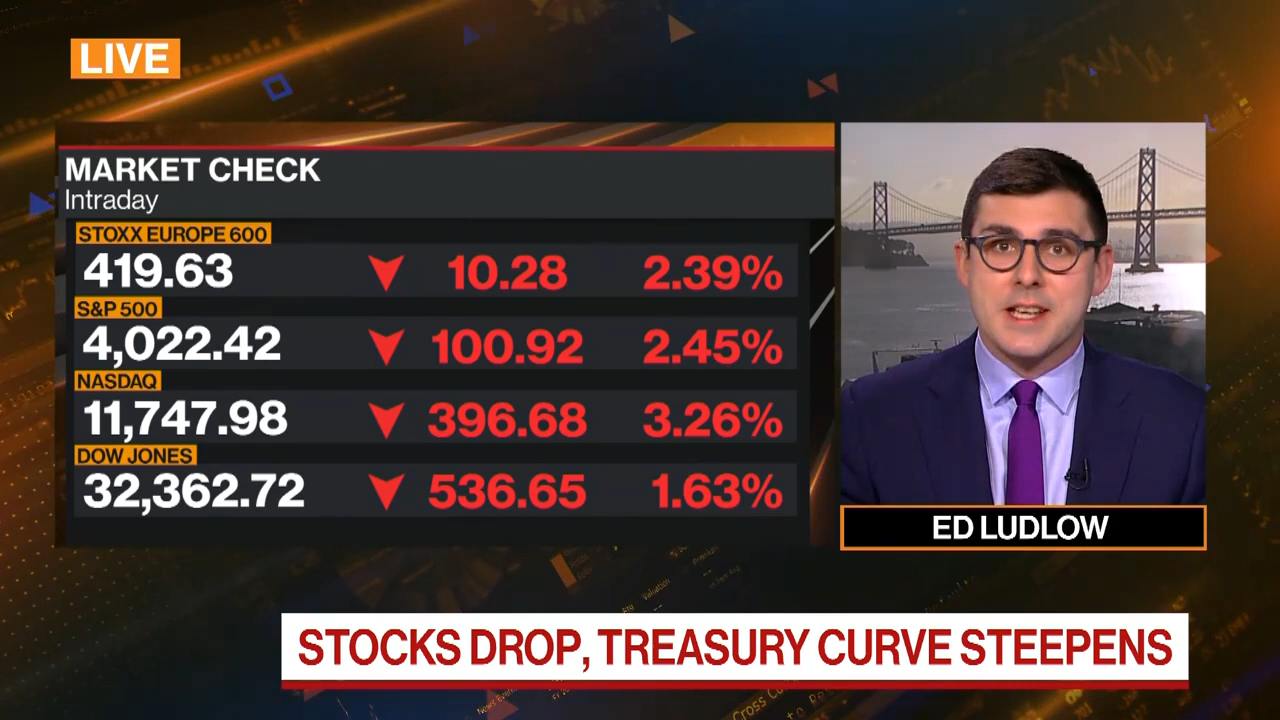 LIVE
MARKET CHECK
Intraday
STOXX EUROPE 600
419.63 ▼ 10.28 2.39%
S&P 500
4,022.42 ▼ 100.92 2.45%
NASDAQ
11,747.98 ▼ 396.68 3.26%
DOW JONES
32,362.72 ▼ 536.65 1.63%
ED LUDLOW
Valuation
STOCKS DROP, TREASURY CURVE STEEPENS
Cross